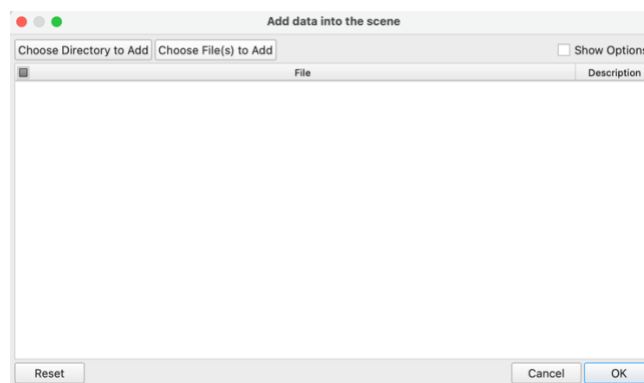 Add data into the scene
Choose Directory to Add Choose File(s) to Add Show Options
File Description
Reset Cancel OK